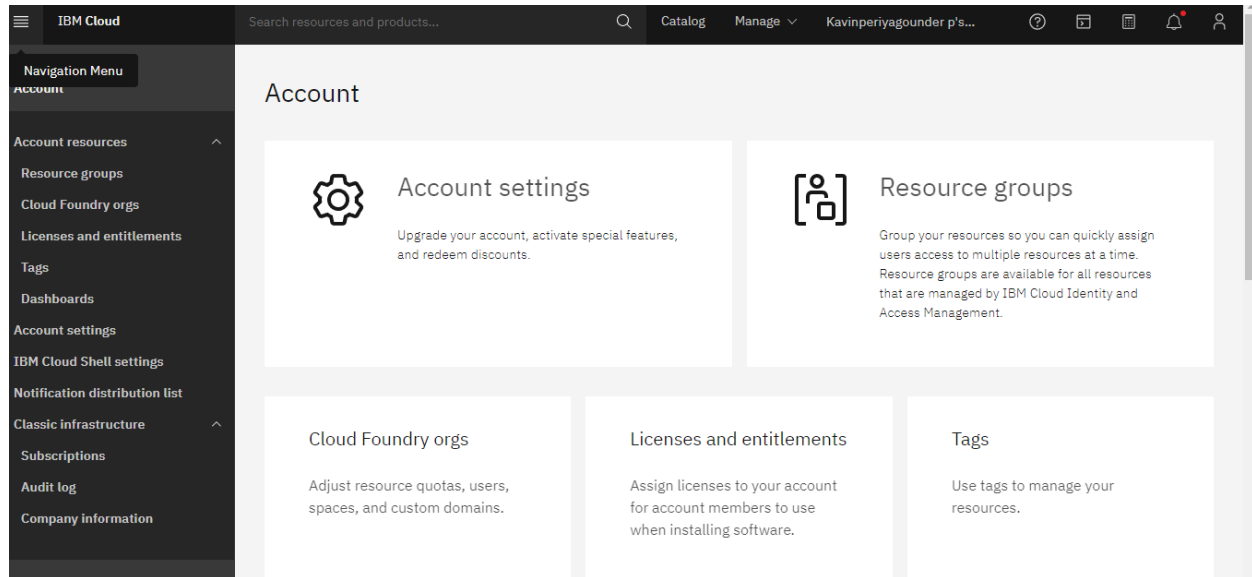 IBM Cloud
Search resources and products...
Catalog
Manage
Kavinperiyagounder p's...
Navigation Menu
Account
Account resources
Resource groups
Cloud Foundry orgs
Licenses and entitlements
Tags
Dashboards
Account settings
IBM Cloud Shell settings
Notification distribution list
Classic infrastructure
Subscriptions
Audit log
Company information
Account
Account settings
Upgrade your account, activate special features,
and redeem discounts.
Resource groups
Group your resources so you can quickly assign
users access to multiple resources at a time.
Resource groups are available for all resources
that are managed by IBM Cloud Identity and
Access Management.
Cloud Foundry orgs
Adjust resource quotas, users,
spaces, and custom domains.
Licenses and entitlements
Assign licenses to your account
for account members to use
when installing software.
Tags
Use tags to manage your
resources.